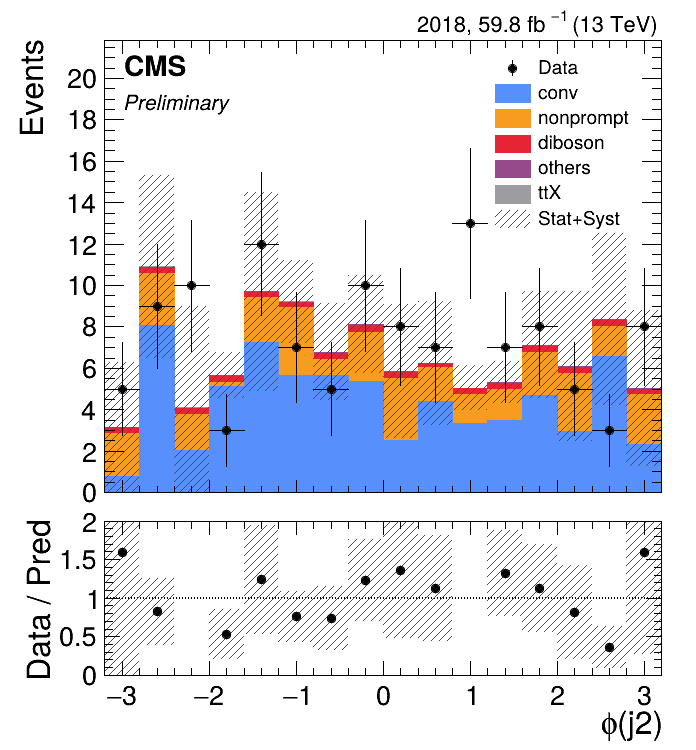 2018, 59.8 fb⁻¹ (13 TeV)
CMS
Preliminary
Events
20
18
16
14
12
10
8
6
4
2
0
Data
conv
nonprompt
diboson
others
ttX
Stat+Syst
Data / Pred
2
1.5
1
0.5
0
−3 −2 −1 0 1 2 3
ϕ(j2)